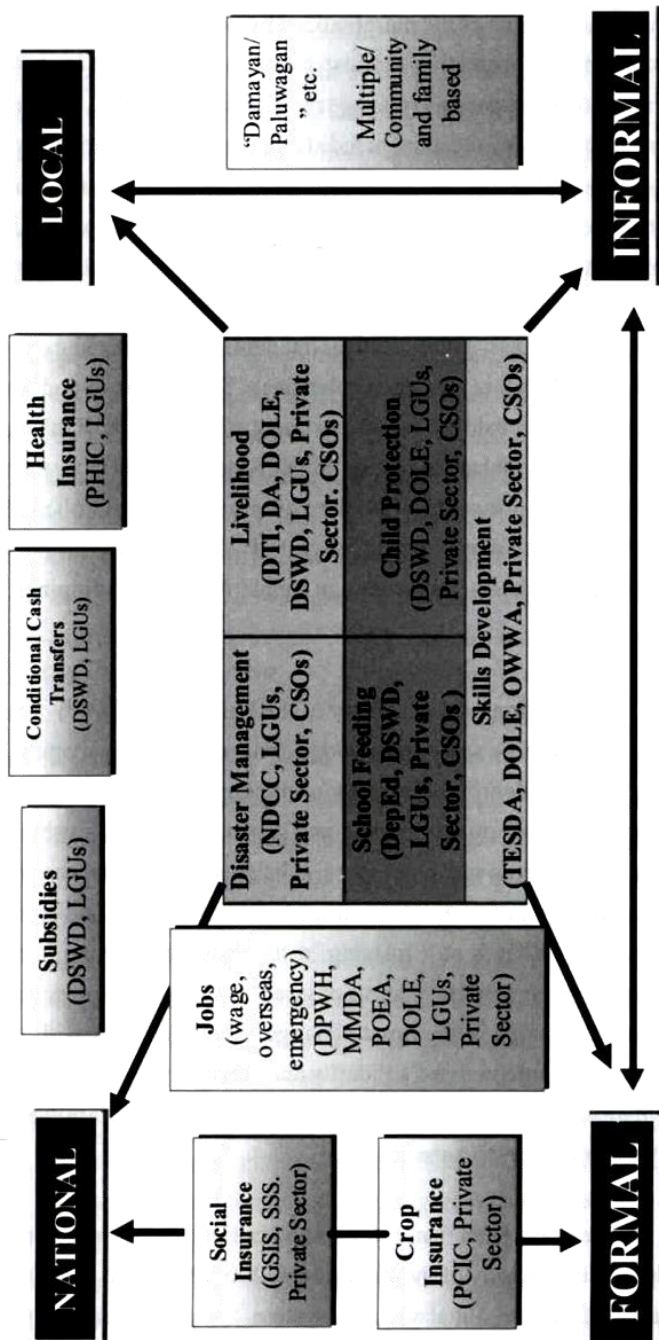 NATIONAL
Subsidies
(DSWD, LGUs)
Conditional Cash
Transfers
(DSWD, LGUs)
Health
Insurance
(PHIC, LGUs)
LOCAL
Social
Insurance
(GSIS, SSS.
Private Sector)
Crop
Insurance
(PCIC, Private
Sector)
Jobs
(wage,
overseas,
emergency)
(DPWH,
MMDA,
POEA,
DOLE,
LGUs,
Private
Sector)
Disaster Management
(NDCC, LGUs,
Private Sector, CSOs)
Livelihood
(DTI, DA, DOLE,
DSWD, LGUs, Private
Sector. CSOs)
School Feeding
(DepEd, DSWD,
LGUs, Private
Sector, CSOs )
Child Protection
(DSWD, DOLE, LGUs,
Private Sector, CSOs)
Skills Development
(TESDA, DOLE, OWWA, Private Sector, CSOs)
“Damayan/
Paluwagan
” etc.
Multiple/
Community
and family
based
FORMAL
INFORMAL